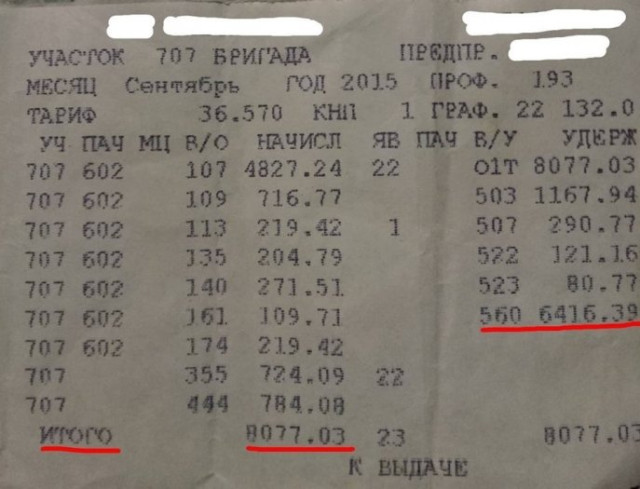 УЧАСТОК 707 БРИГАДА ПРЕДПР.
МЕСЯЦ Сентябрь ГОД 2015 ПРОФ. 193
ТАРИФ 36.570 КНП 1 ГРАФ. 22 132.0
УЧ ПАЧ МЦ В/О НАЧИСЛ ЯВ ПАЧ В/У УДЕРЖ
707 602 107 4827.24 22 01Т 8077.03
707 602 109 716.77 503 1167.94
707 602 113 219.42 1 507 290.77
707 602 135 204.79 522 121.16
707 602 140 271.51 523 80.77
707 602 161 109.71 560 6416.39
707 602 174 219.42
707 355 724.09 22
707 444 784.08
ИТОГО 8077.03 23 8077.03
К ВЫДАЧЕ